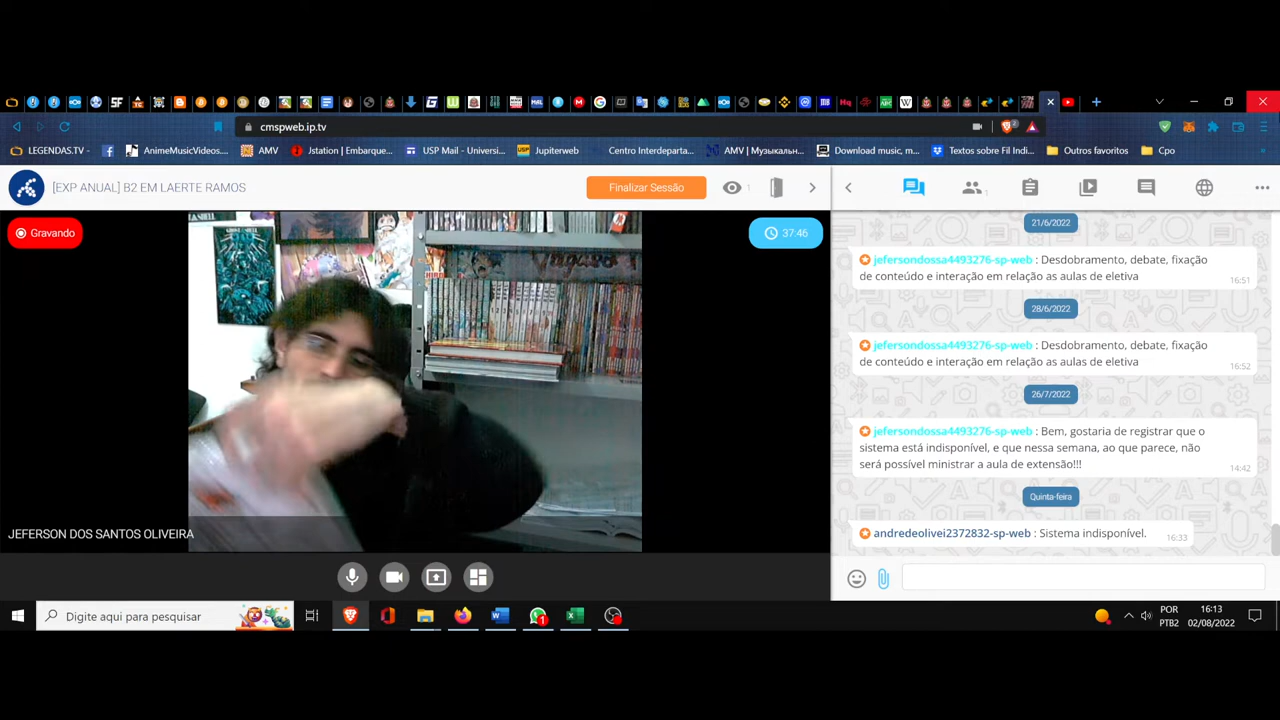 cmspweb.ip.tv
2
LEGENDAS.TV -
AnimeMusicVideos...
AMV
Jstation | Embarque...
USP Mail - Universi...
Jupiterweb
Centro Interdeparta...
AMV | Музыкальн...
Download music, m...
Textos sobre Fil Indi...
Outros favoritos
Cpo
[EXP ANUAL] B2 EM LAERTE RAMOS
Finalizar Sessão
1
1
Gravando
37:46
JEFERSON DOS SANTOS OLIVEIRA
21/6/2022
jefersondossa4493276-sp-web : Desdobramento, debate, fixação
de conteúdo e interação em relação as aulas de eletiva
16:51
28/6/2022
jefersondossa4493276-sp-web : Desdobramento, debate, fixação
de conteúdo e interação em relação as aulas de eletiva
16:52
26/7/2022
jefersondossa4493276-sp-web : Bem, gostaria de registrar que o
sistema está indisponível, e que nessa semana, ao que parece, não
será possível ministrar a aula de extensão!!!
14:42
Quinta-feira
andredeolivei2372832-sp-web : Sistema indisponível.
16:33
Digite aqui para pesquisar
1
POR
PTB2
16:13
02/08/2022